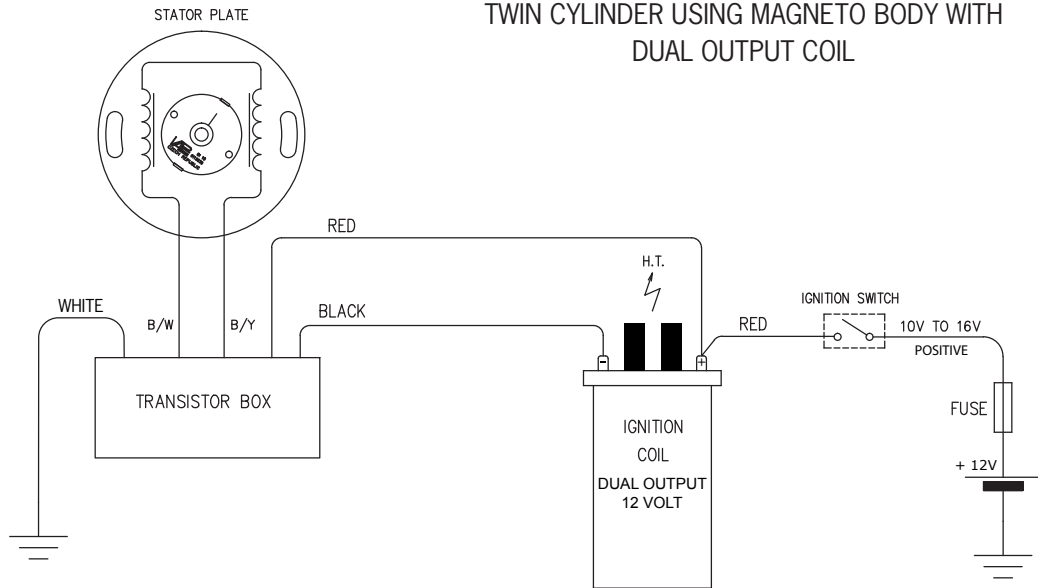 STATOR PLATE
TWIN CYLINDER USING MAGNETO BODY WITH
DUAL OUTPUT COIL
RED
H.T.
WHITE
B/W
B/Y
BLACK
RED
IGNITION SWITCH
10V TO 16V
POSITIVE
TRANSISTOR BOX
FUSE
IGNITION
COIL
DUAL OUTPUT
12 VOLT
+ 12V
-
+